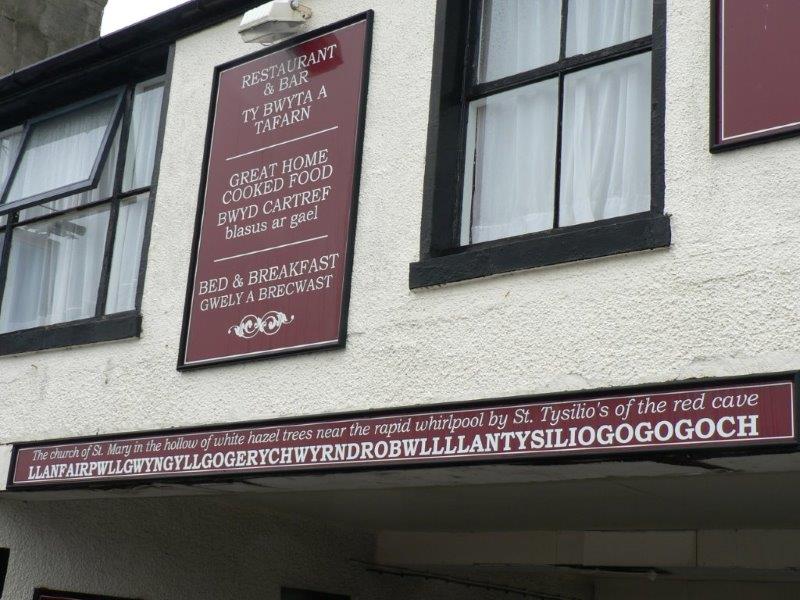 RESTAURANT
& BAR
TY BWYTA A
TAFARN
GREAT HOME
COOKED FOOD
BWYD CARTREF
blasus ar gael
BED & BREAKFAST
GWELY A BRECWAST
The church of St. Mary in the hollow of white hazel trees near the rapid whirlpool by St. Tysilio's of the red cave
LLANFAIRPWLLGWYNGYLLGOGERYCHWYRNDROBWLLLLANTYSILIOGOGOGOCH